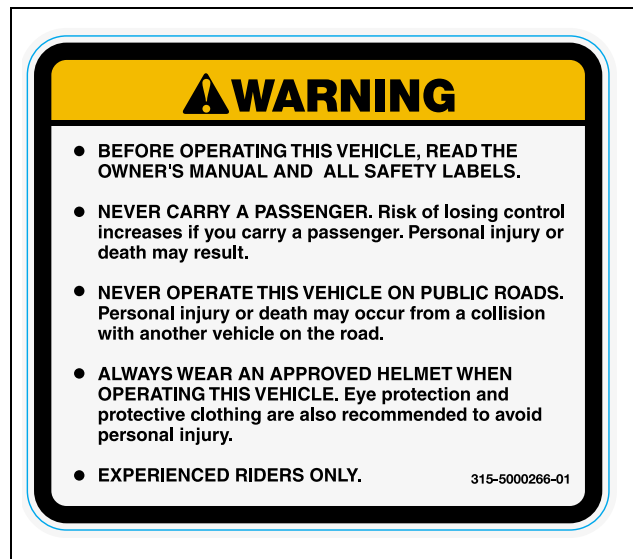 WARNING
● BEFORE OPERATING THIS VEHICLE, READ THE
OWNER'S MANUAL AND ALL SAFETY LABELS.
● NEVER CARRY A PASSENGER. Risk of losing control
increases if you carry a passenger. Personal injury or
death may result.
● NEVER OPERATE THIS VEHICLE ON PUBLIC ROADS.
Personal injury or death may occur from a collision
with another vehicle on the road.
● ALWAYS WEAR AN APPROVED HELMET WHEN
OPERATING THIS VEHICLE. Eye protection and
protective clothing are also recommended to avoid
personal injury.
● EXPERIENCED RIDERS ONLY. 315-5000266-01